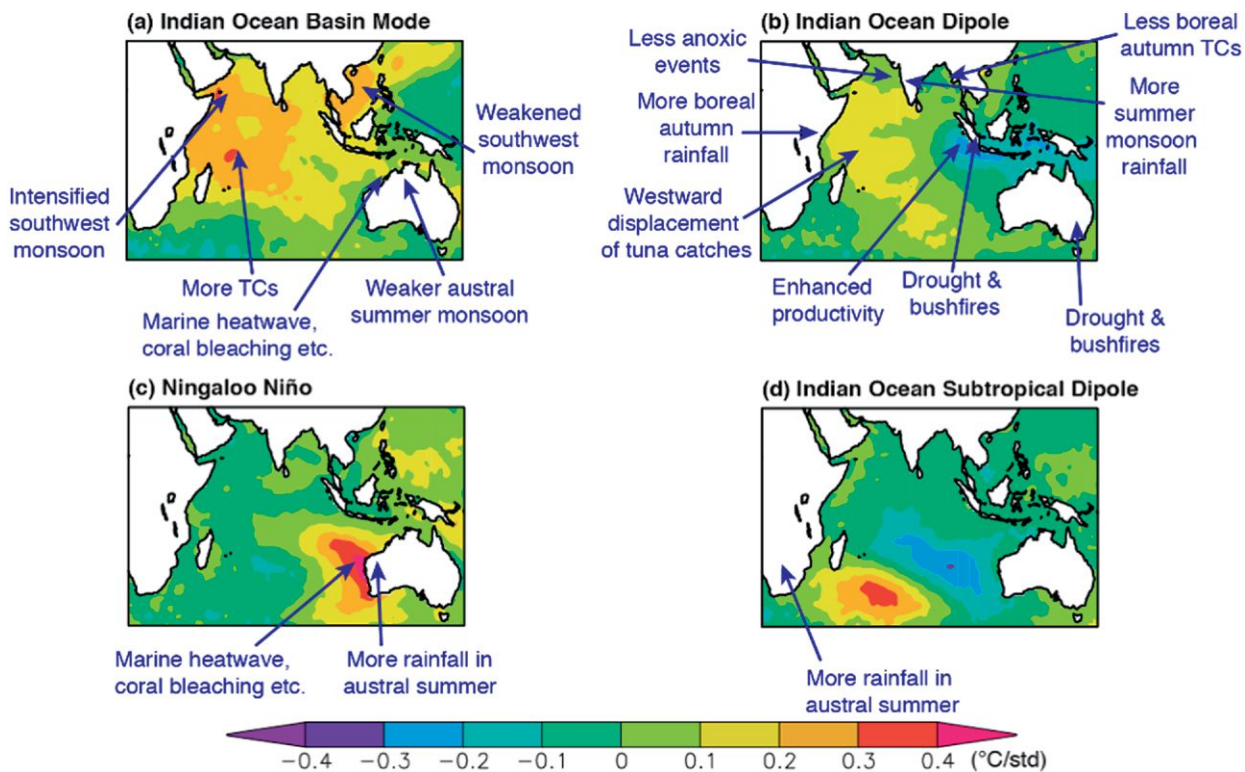 (a) Indian Ocean Basin Mode
Weakened
southwest
monsoon
Intensified
southwest
monsoon
More TCs
Marine heatwave,
coral bleaching etc.
Weaker austral
summer monsoon
(b) Indian Ocean Dipole
Less anoxic
events
Less boreal
autumn TCs
More boreal
autumn
rainfall
More
summer
monsoon
rainfall
Westward
displacement
of tuna catches
Enhanced
productivity
Drought &
bushfires
Drought &
bushfires
(c) Ningaloo Niño
Marine heatwave,
coral bleaching etc.
More rainfall in
austral summer
(d) Indian Ocean Subtropical Dipole
More rainfall in
austral summer
−0.4 −0.3 −0.2 −0.1 0 0.1 0.2 0.3 0.4 (°C/std)